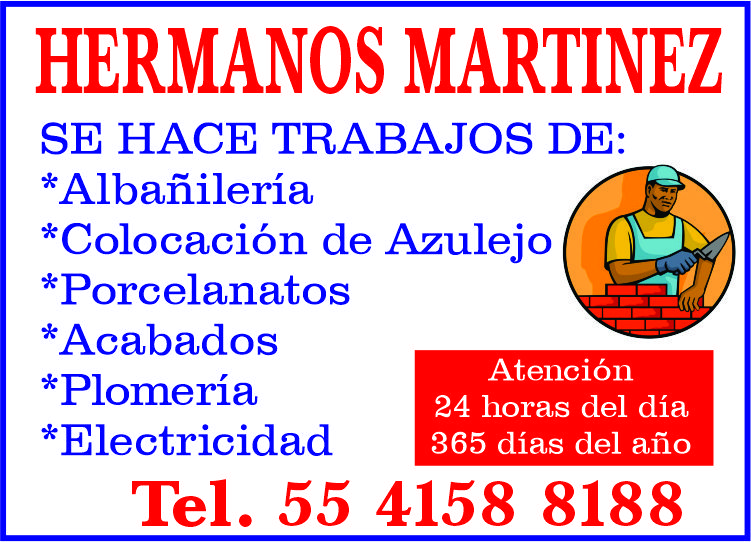 HERMANOS MARTINEZ
SE HACE TRABAJOS DE:
*Albañilería
*Colocación de Azulejo
*Porcelanatos
*Acabados
*Plomería
*Electricidad
Atención
24 horas del día
365 días del año
Tel. 55 4158 8188